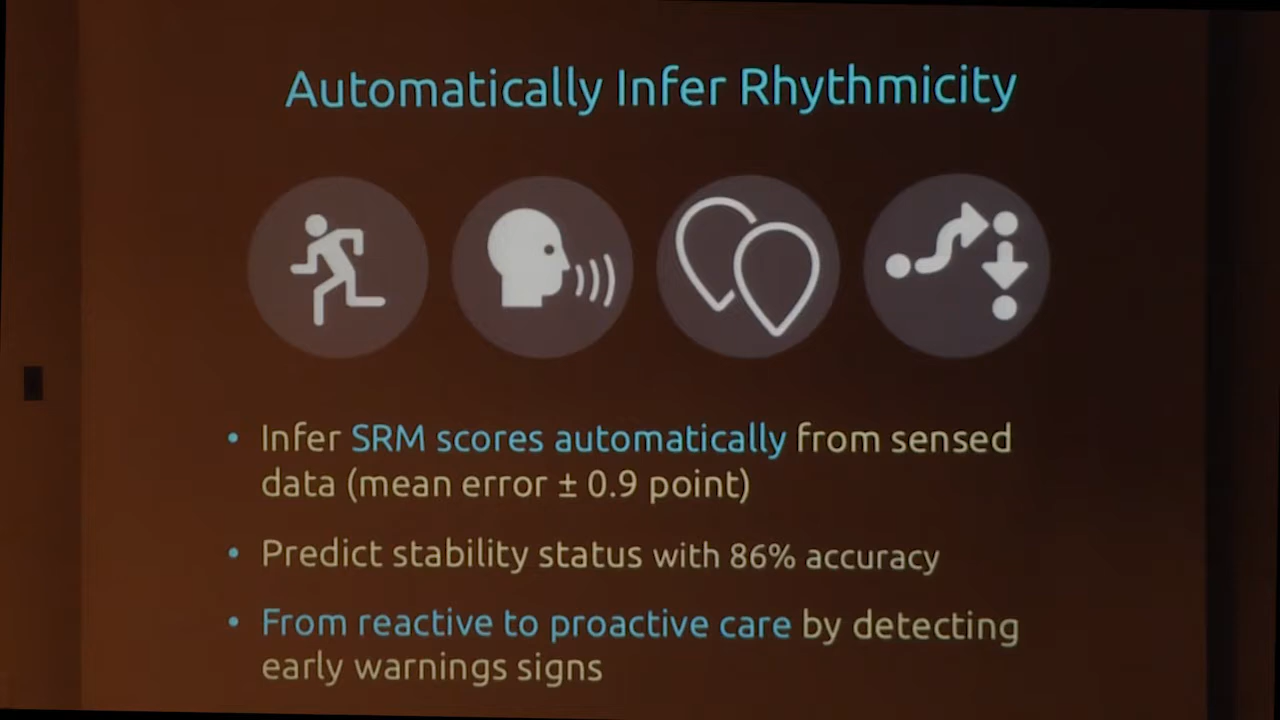 Automatically Infer Rhythmicity
• Infer SRM scores automatically from sensed
data (mean error ± 0.9 point)
• Predict stability status with 86% accuracy
• From reactive to proactive care by detecting
early warnings signs